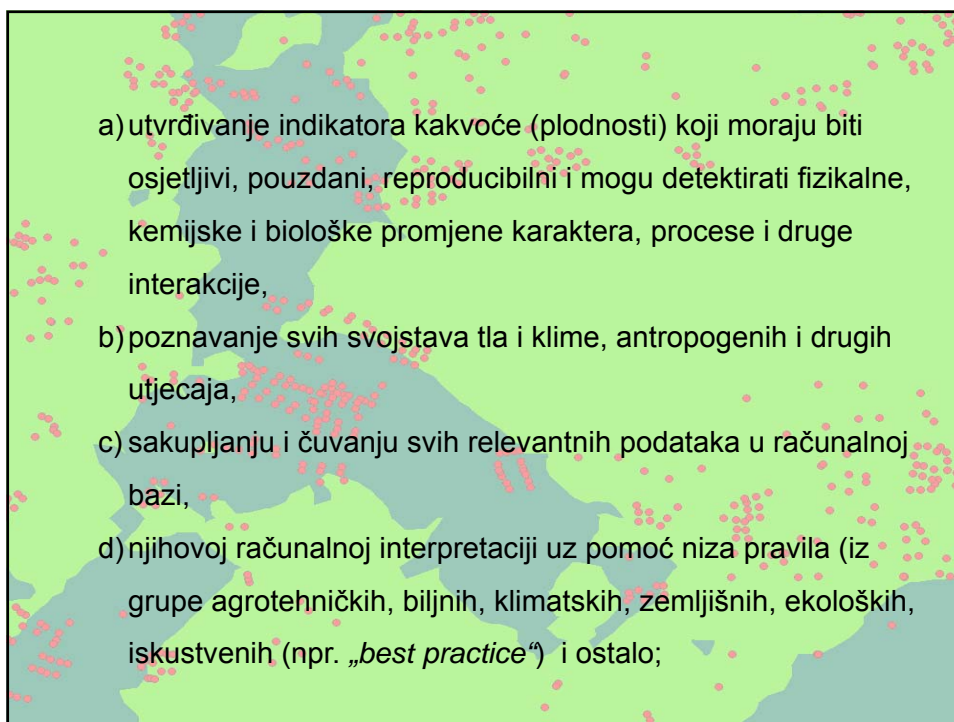 a) utvrđivanje indikatora kakvoće (plodnosti) koji moraju biti
osjetljivi, pouzdani, reproducibilni i mogu detektirati fizikalne,
kemijske i biološke promjene karaktera, procese i druge
interakcije,
b) poznavanje svih svojstava tla i klime, antropogenih i drugih
utjecaja,
c) sakupljanju i čuvanju svih relevantnih podataka u računalnoj
bazi,
d) njihovoj računalnoj interpretaciji uz pomoć niza pravila (iz
grupe agrotehničkih, biljnih, klimatskih, zemljišnih, ekoloških,
iskustvenih (npr. „best practice“) i ostalo;